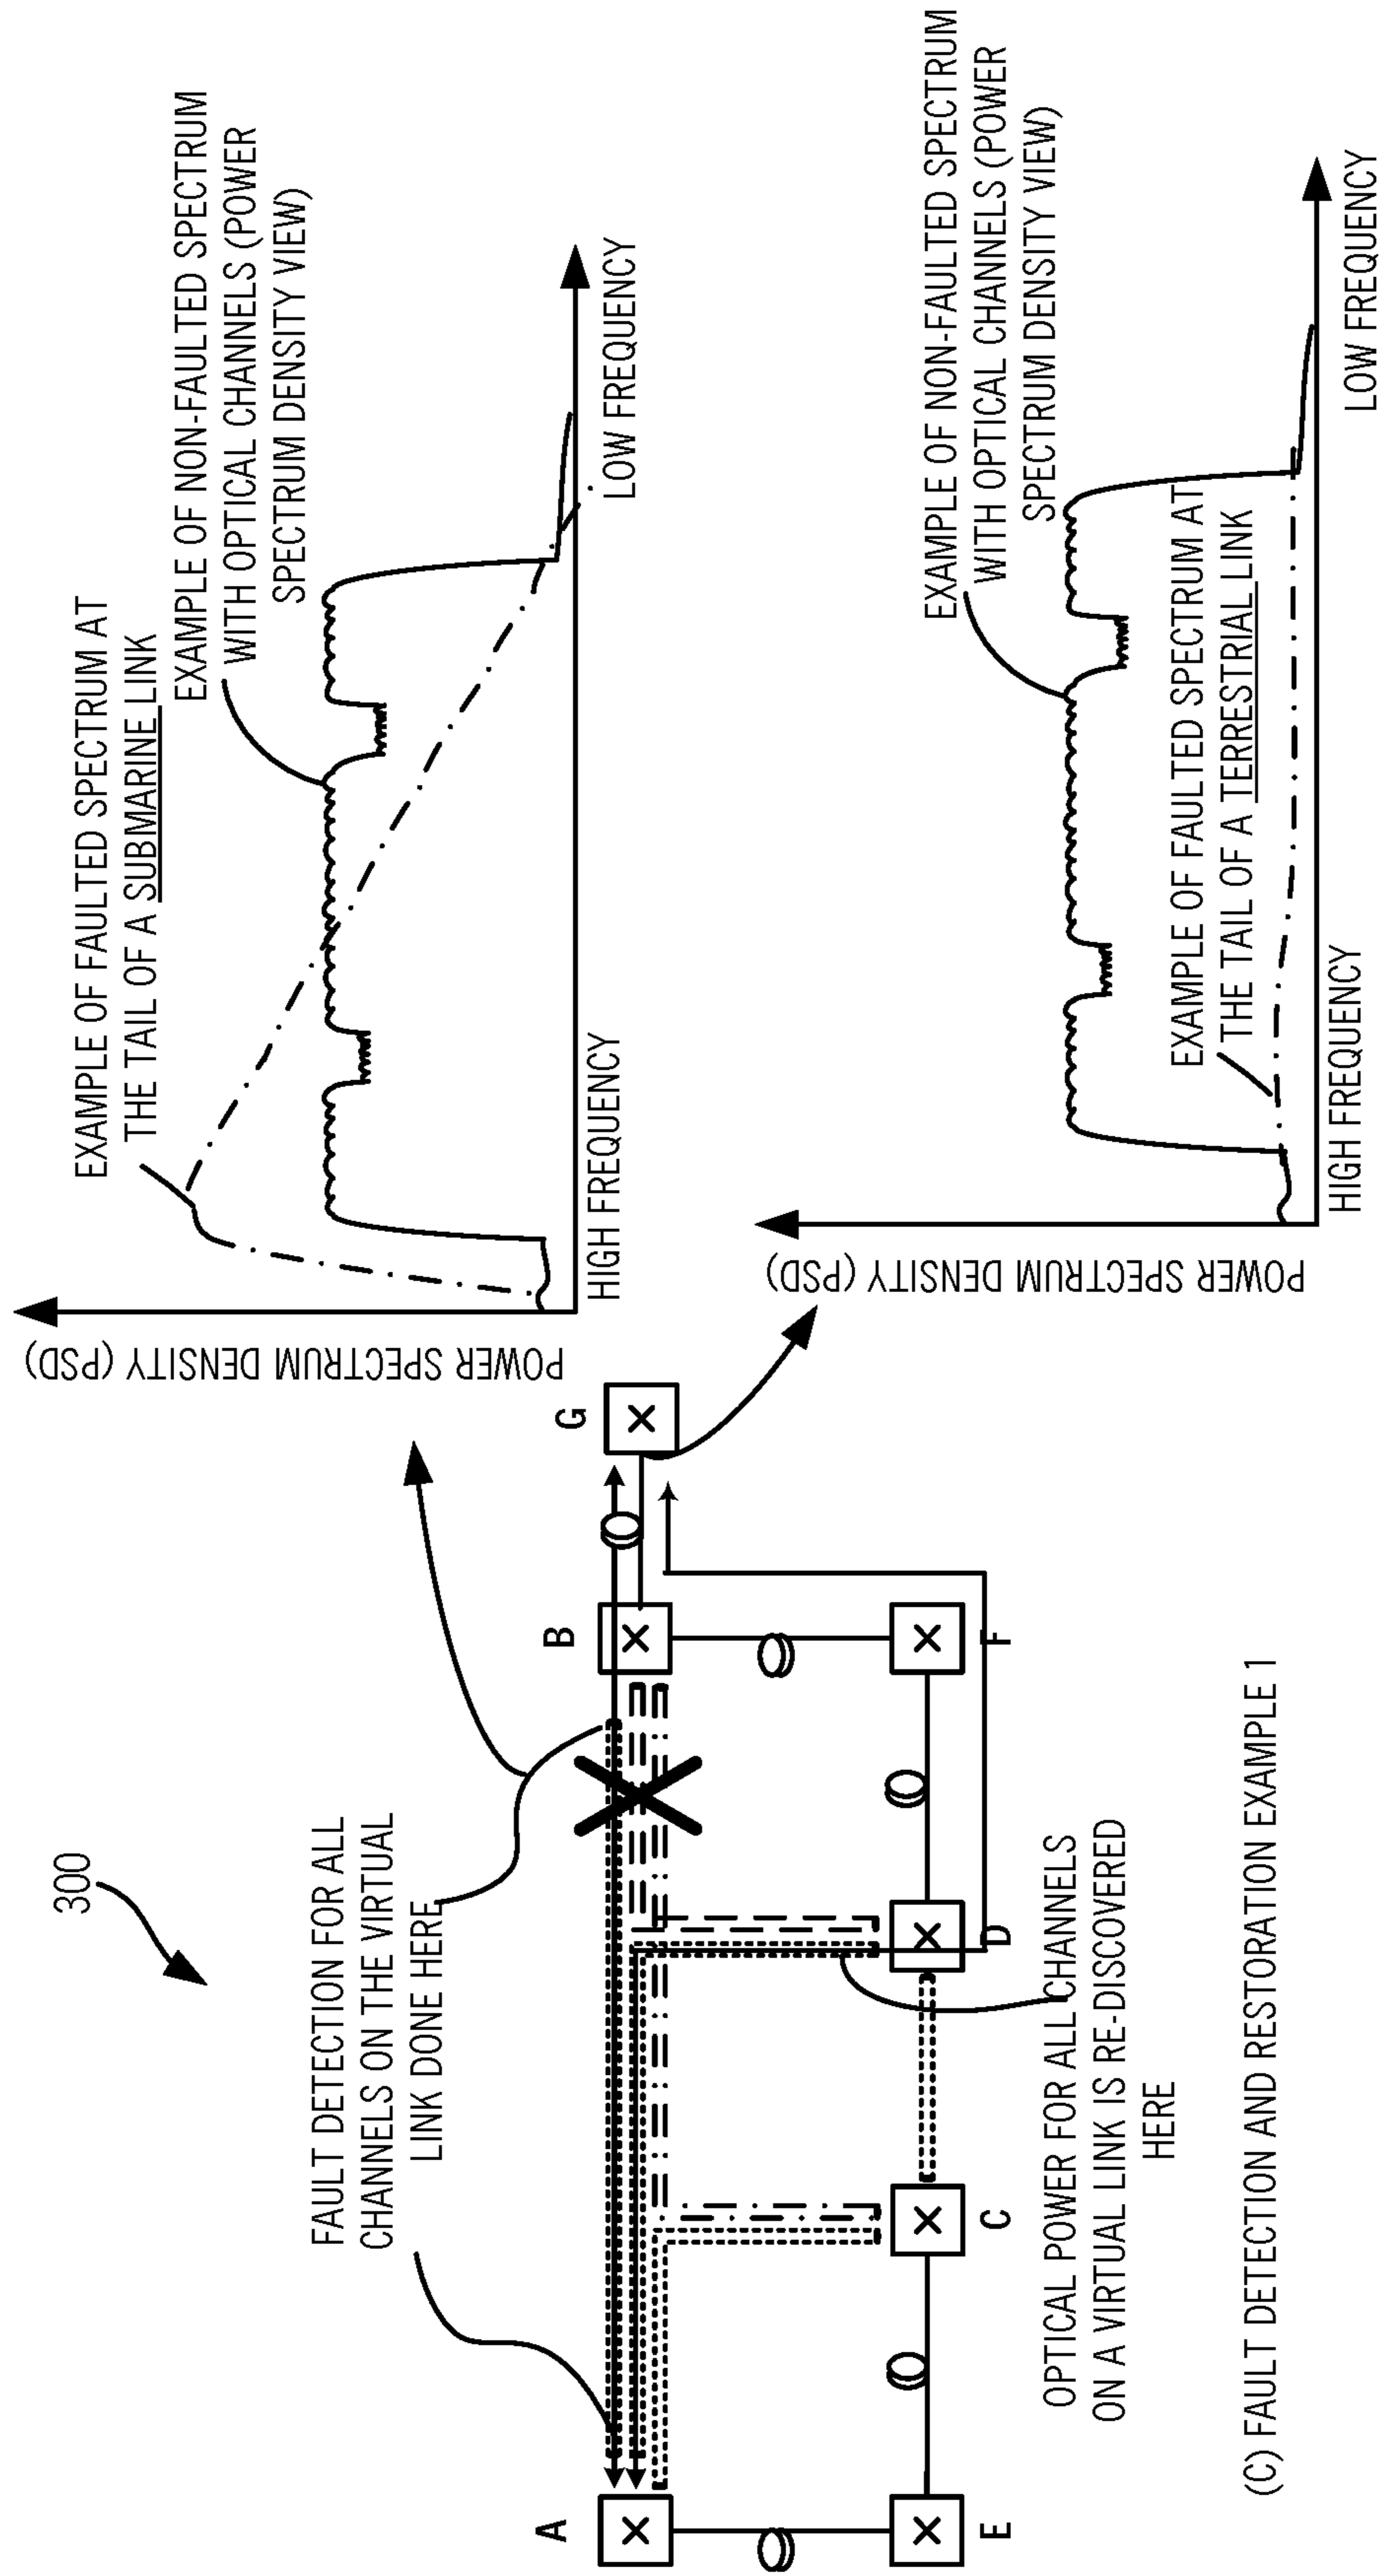 300
FAULT DETECTION FOR ALL
CHANNELS ON THE VIRTUAL
LINK DONE HERE
A
B
G
E
C
D
F
OPTICAL POWER FOR ALL CHANNELS
ON A VIRTUAL LINK IS RE-DISCOVERED
HERE
(C) FAULT DETECTION AND RESTORATION EXAMPLE 1
POWER SPECTRUM DENSITY (PSD)
EXAMPLE OF FAULTED SPECTRUM AT
THE TAIL OF A SUBMARINE LINK
EXAMPLE OF NON-FAULTED SPECTRUM
WITH OPTICAL CHANNELS (POWER
SPECTRUM DENSITY VIEW)
HIGH FREQUENCY
LOW FREQUENCY
POWER SPECTRUM DENSITY (PSD)
EXAMPLE OF NON-FAULTED SPECTRUM
WITH OPTICAL CHANNELS (POWER
SPECTRUM DENSITY VIEW)
EXAMPLE OF FAULTED SPECTRUM AT
THE TAIL OF A TERRESTRIAL LINK
HIGH FREQUENCY
LOW FREQUENCY